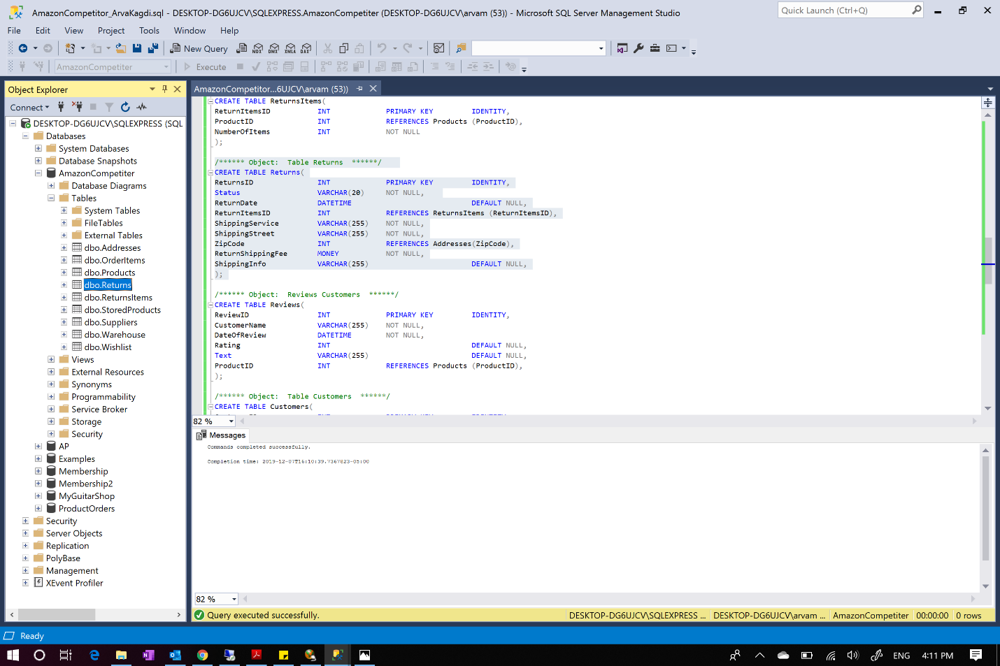 AmazonCompetitor_ArvaKagdi.sql - DESKTOP-DG6UJCV\SQLEXPRESS.AmazonCompetiter (DESKTOP-DG6UJCV\arvam (53)) - Microsoft SQL Server Management Studio
Quick Launch (Ctrl+Q)
File Edit View Project Tools Window Help
New Query MDX DMX XMLA DAX
AmazonCompetiter Execute
Object Explorer
Connect
DESKTOP-DG6UJCV\SQLEXPRESS (SQL
Databases
System Databases
Database Snapshots
AmazonCompetiter
Database Diagrams
Tables
System Tables
FileTables
External Tables
dbo.Addresses
dbo.OrderItems
dbo.Products
dbo.Returns
dbo.ReturnsItems
dbo.StoredProducts
dbo.Suppliers
dbo.Warehouse
dbo.Wishlist
Views
External Resources
Synonyms
Programmability
Service Broker
Storage
Security
AP
Examples
Membership
Membership2
MyGuitarShop
ProductOrders
Security
Server Objects
Replication
PolyBase
Management
XEvent Profiler
AmazonCompetitor...6UJCV\arvam (53))
CREATE TABLE ReturnsItems(
ReturnItemsID INT PRIMARY KEY IDENTITY,
ProductID INT REFERENCES Products (ProductID),
NumberOfItems INT NOT NULL
);
/****** Object:  Table Returns  ******/
CREATE TABLE Returns(
ReturnsID INT PRIMARY KEY IDENTITY,
Status VARCHAR(20) NOT NULL,
ReturnDate DATETIME DEFAULT NULL,
ReturnItemsID INT REFERENCES ReturnsItems (ReturnItemsID),
ShippingService VARCHAR(255) NOT NULL,
ShippingStreet VARCHAR(255) NOT NULL,
ZipCode INT REFERENCES Addresses(ZipCode),
ReturnShippingFee MONEY NOT NULL,
ShippingInfo VARCHAR(255) DEFAULT NULL,
);
/****** Object:  Reviews Customers  ******/
CREATE TABLE Reviews(
ReviewID INT PRIMARY KEY IDENTITY,
CustomerName VARCHAR(255) NOT NULL,
DateOfReview DATETIME NOT NULL,
Rating INT DEFAULT NULL,
Text VARCHAR(255) DEFAULT NULL,
ProductID INT REFERENCES Products (ProductID),
);
/****** Object:  Table Customers  ******/
CREATE TABLE Customers(
82 %
Messages
Commands completed successfully.
Completion time: 2019-12-07T16:10:39.7367823-05:00
82 %
Query executed successfully. DESKTOP-DG6UJCV\SQLEXPRESS ... DESKTOP-DG6UJCV\arvam ... AmazonCompetiter 00:00:00 0 rows
Ready
ENG 4:11 PM